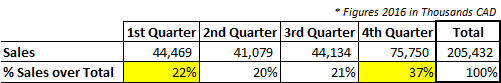 * Figures 2016 in Thousands CAD
1st Quarter 2nd Quarter 3rd Quarter 4th Quarter Total
Sales 44,469 41,079 44,134 75,750 205,432
% Sales over Total 22% 20% 21% 37% 100%